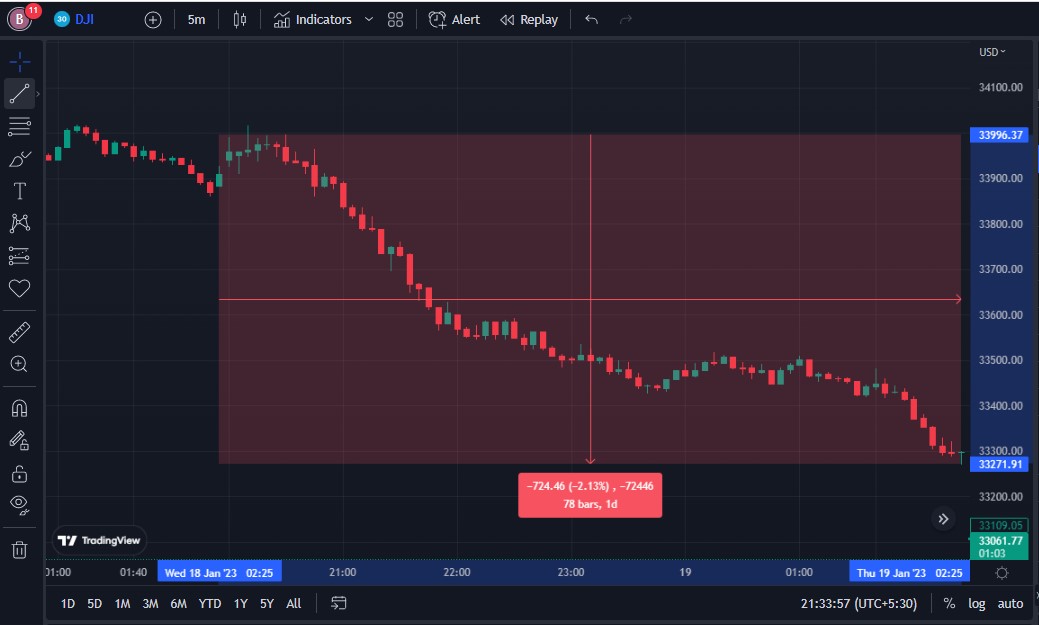 B 11 30 DJI 5m Indicators Alert Replay
USD
34100.00
33996.37
33900.00
33800.00
33700.00
33600.00
33500.00
33400.00
33300.00
33271.91
−724.46 (−2.13%) , −72446
78 bars, 1d
33200.00
33109.05
33061.77
01:03
TradingView
01:00 01:40 Wed 18 Jan '23 02:25 21:00 22:00 23:00 19 01:00 Thu 19 Jan '23 02:25
1D 5D 1M 3M 6M YTD 1Y 5Y All 21:33:57 (UTC+5:30) % log auto